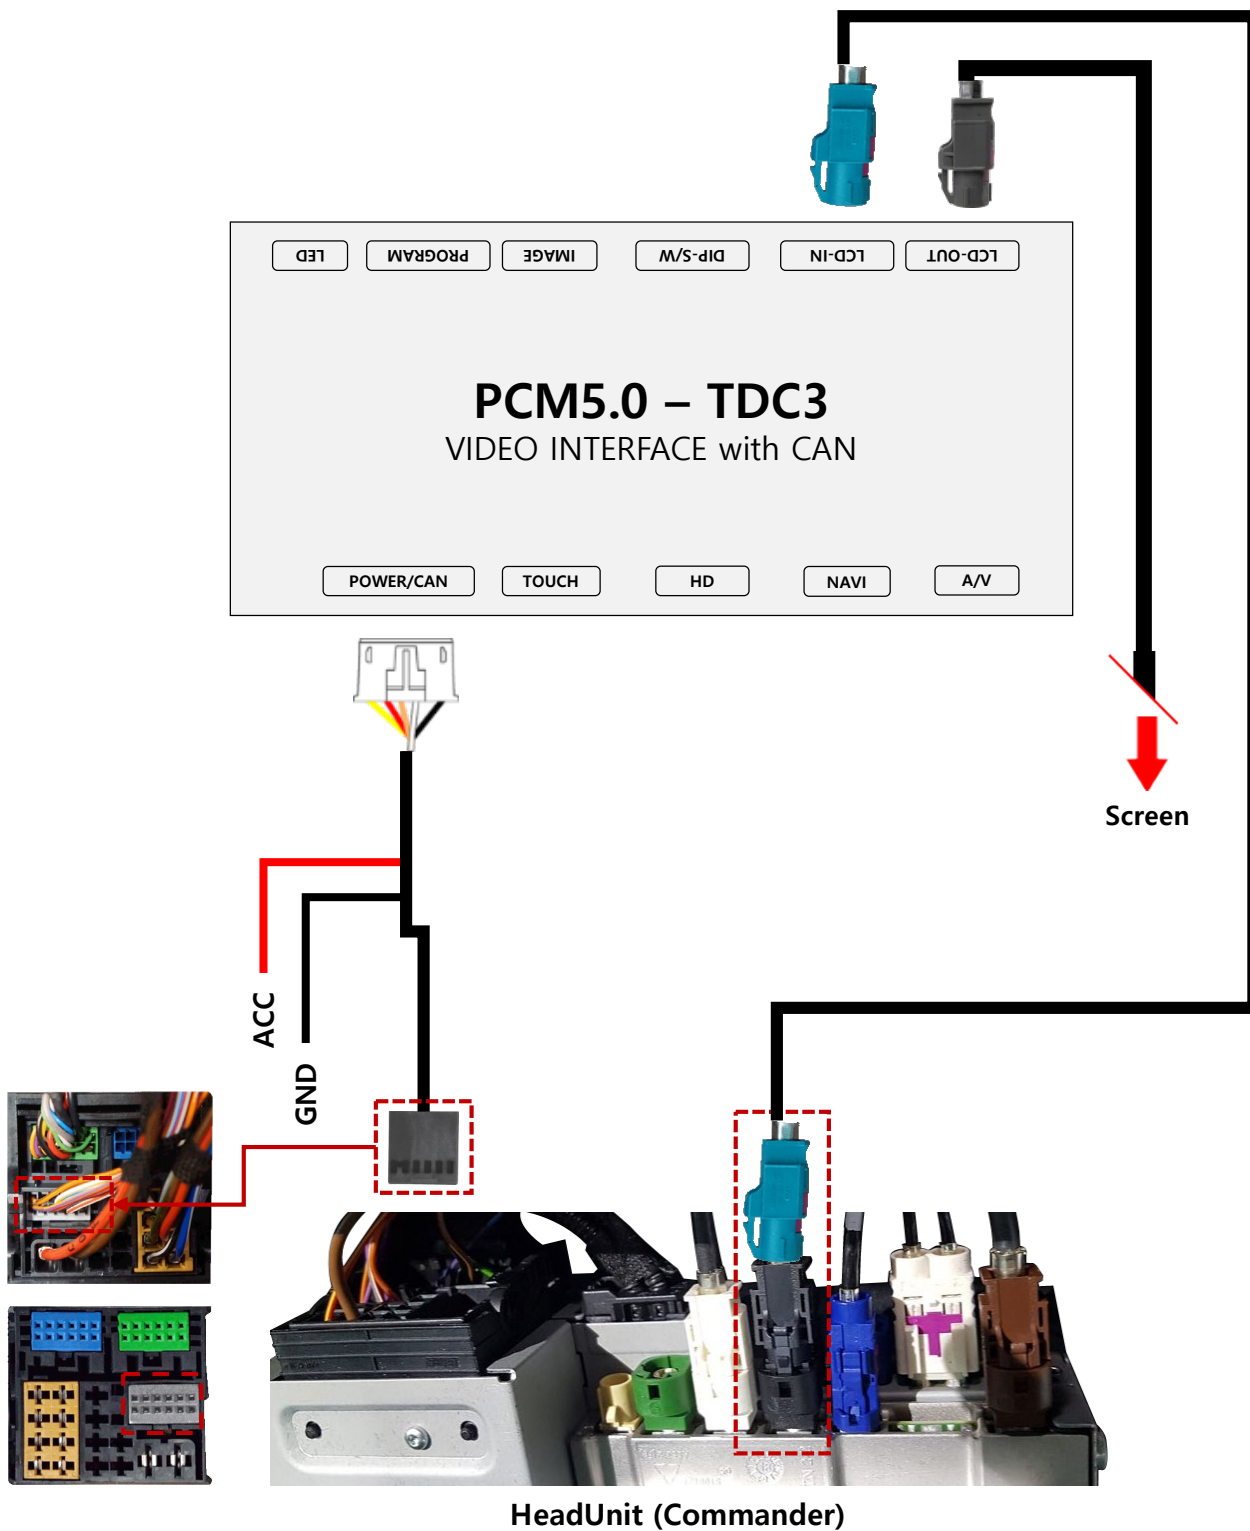 LED
PROGRAM
IMAGE
DIP-S/W
LCD-IN
LCD-OUT
PCM5.0 – TDC3
VIDEO INTERFACE with CAN
POWER/CAN
TOUCH
HD
NAVI
A/V
Screen
ACC
GND
HeadUnit (Commander)